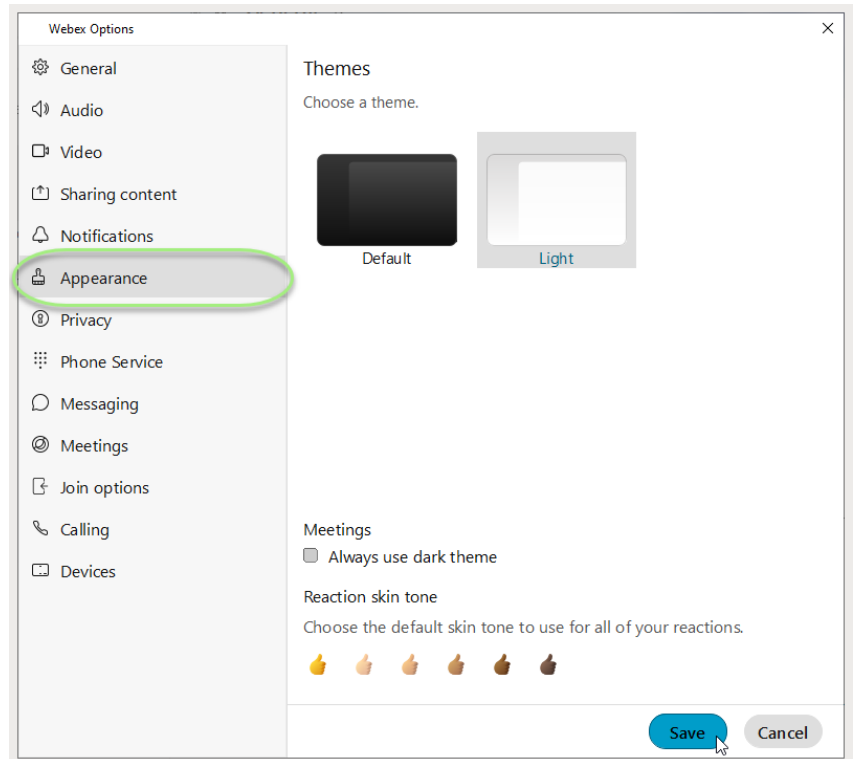 Webex Options
General
Audio
Video
Sharing content
Notifications
Appearance
Privacy
Phone Service
Messaging
Meetings
Join options
Calling
Devices
Themes
Choose a theme.
Default
Light
Meetings
Always use dark theme
Reaction skin tone
Choose the default skin tone to use for all of your reactions.
Save
Cancel